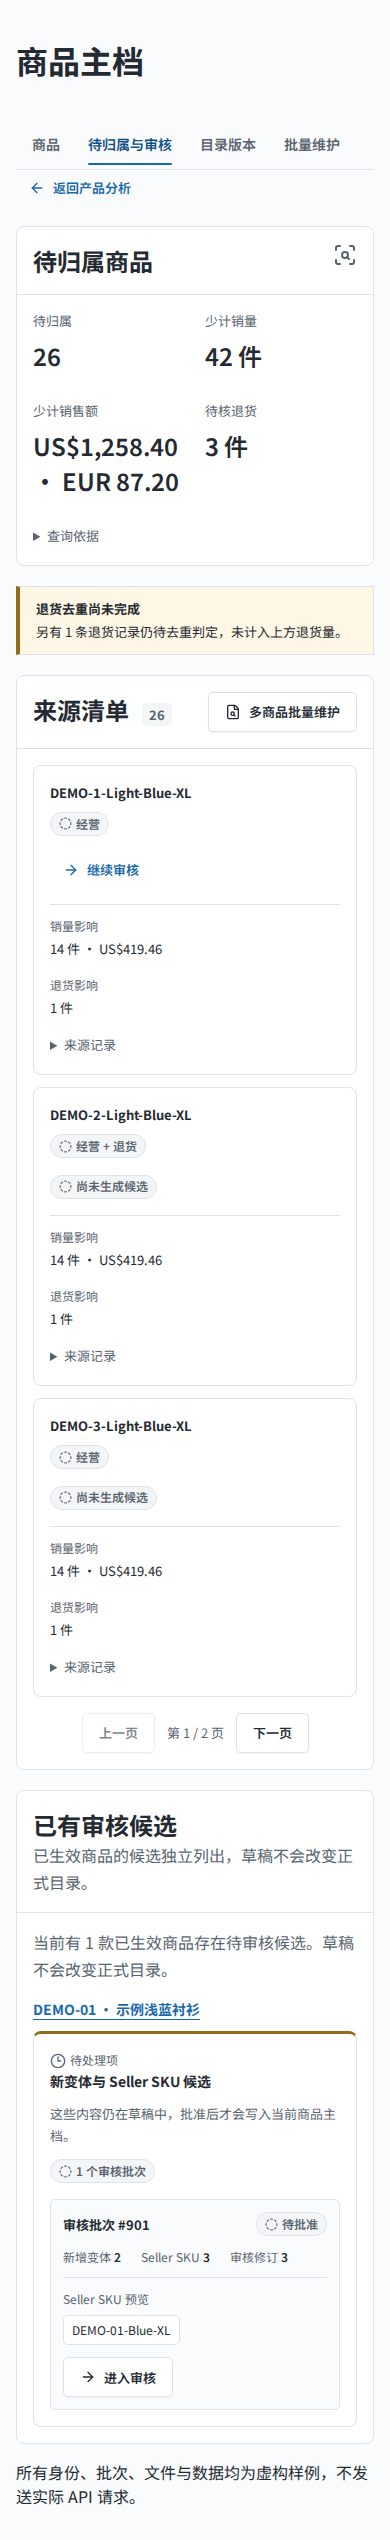 商品主档
商品 待归属与审核 目录版本 批量维护
← 返回产品分析
待归属商品
待归属 少计销量
26 42 件
少计销售额 待核退货
US$1,258.40 3 件
• EUR 87.20
▶ 查询依据
退货去重尚未完成
另有 1 条退货记录仍待去重判定，未计入上方退货量。
来源清单 26 多商品批量维护
DEMO-1-Light-Blue-XL
经营
→ 继续审核
销量影响
14 件 • US$419.46
退货影响
1 件
▶ 来源记录
DEMO-2-Light-Blue-XL
经营 + 退货
尚未生成候选
销量影响
14 件 • US$419.46
退货影响
1 件
▶ 来源记录
DEMO-3-Light-Blue-XL
经营
尚未生成候选
销量影响
14 件 • US$419.46
退货影响
1 件
▶ 来源记录
上一页 第 1 / 2 页 下一页
已有审核候选
已生效商品的候选独立列出，草稿不会改变正
式目录。
当前有 1 款已生效商品存在待审核候选。草稿
不会改变正式目录。
DEMO-01 • 示例浅蓝衬衫
待处理项
新变体与 Seller SKU 候选
这些内容仍在草稿中，批准后才会写入当前商品主
档。
1 个审核批次
审核批次 #901 待批准
新增变体 2 Seller SKU 3 审核修订 3
Seller SKU 预览
DEMO-01-Blue-XL
→ 进入审核
所有身份、批次、文件与数据均为虚构样例，不发
送实际 API 请求。